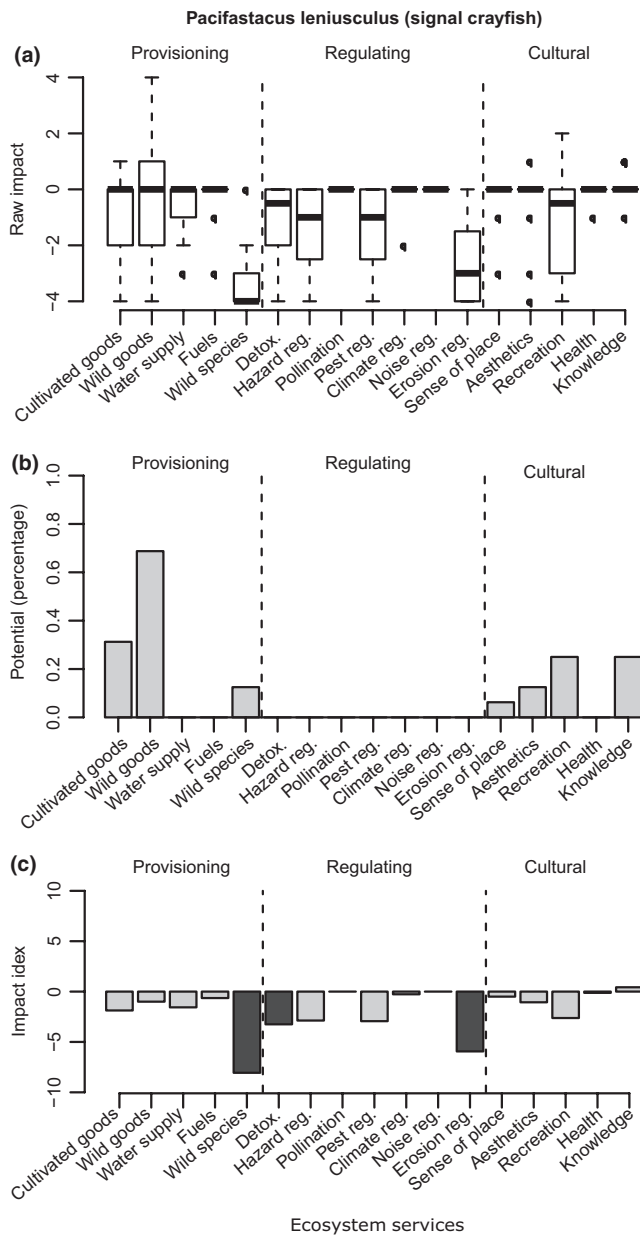 Pacifastacus leniusculus (signal crayfish)
(a)
Provisioning Regulating Cultural
Raw impact
4
2
0
−2
−4
Cultivated goods
Wild goods
Water supply
Fuels
Wild species
Detox.
Hazard reg.
Pollination
Pest reg.
Climate reg.
Noise reg.
Erosion reg.
Sense of place
Aesthetics
Recreation
Health
Knowledge
(b)
Provisioning Regulating Cultural
Potential (percentage)
1.0
0.8
0.6
0.4
0.2
0.0
Cultivated goods
Wild goods
Water supply
Fuels
Wild species
Detox.
Hazard reg.
Pollination
Pest reg.
Climate reg.
Noise reg.
Erosion reg.
Sense of place
Aesthetics
Recreation
Health
Knowledge
(c)
Provisioning Regulating Cultural
Impact idex
10
5
0
−5
−10
Cultivated goods
Wild goods
Water supply
Fuels
Wild species
Detox.
Hazard reg.
Pollination
Pest reg.
Climate reg.
Noise reg.
Erosion reg.
Sense of place
Aesthetics
Recreation
Health
Knowledge
Ecosystem services